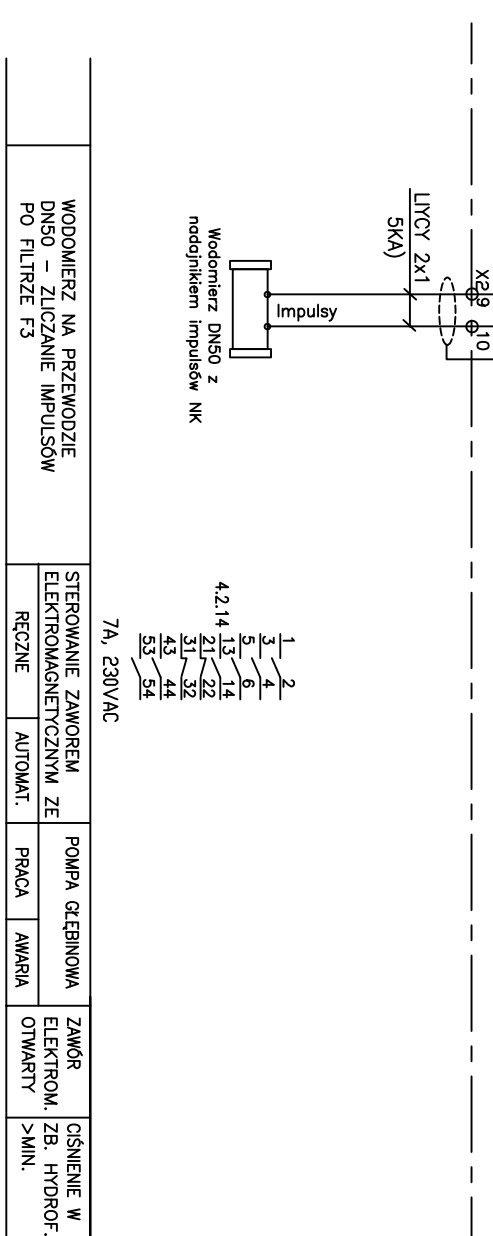 X2.9
10
LIYCY 2x1
5KA)
Impulsy
Wodomierz DN50 z
nadajnikiem impulsów NK
1 2
3 4
5 6
4.2.14 13 14
21 22
31 32
43 44
53 54
7A, 230VAC
WODOMIERZ NA PRZEWODZIE
DN50 – ZLICZANIE IMPULSÓW
PO FILTRZE F3
STEROWANIE ZAWOREM
ELEKTROMAGNETYCZNYM ZE
RĘCZNE
AUTOMAT.
POMPA GŁĘBINOWA
PRACA
AWARIA
ZAWÓR
ELEKTROM.
OTWARTY
CIŚNIENIE W
ZB. HYDROF.
>MIN.